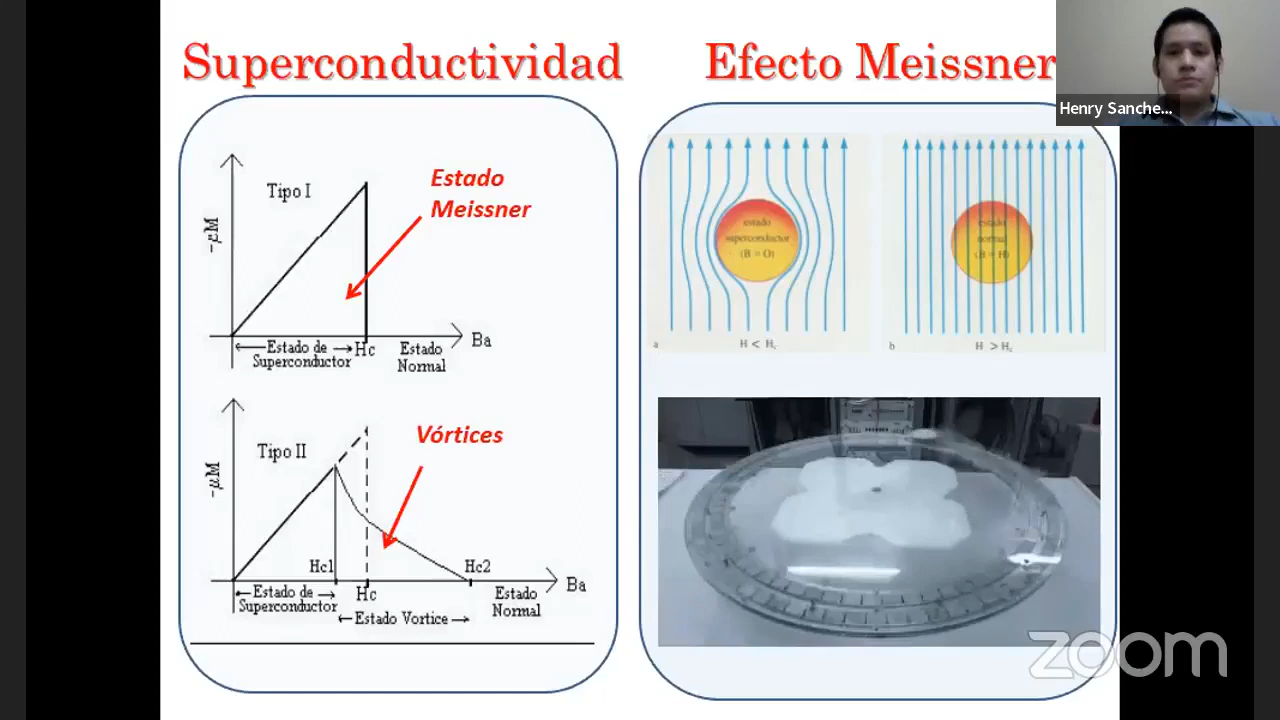 Superconductividad
Efecto Meissner
Henry Sanche...
Tipo I
Estado
Meissner
-μM
Ba
Estado de
Superconductor
Hc
Estado
Normal
Tipo II
Vórtices
-μM
Hc1
Hc2
Ba
Estado de
Superconductor
Hc
Estado Vortice
Estado
Normal
estado
superconductor
(B = O)
a
H < Hc
estado
normal
(B = H)
b
H > Hc
zoom